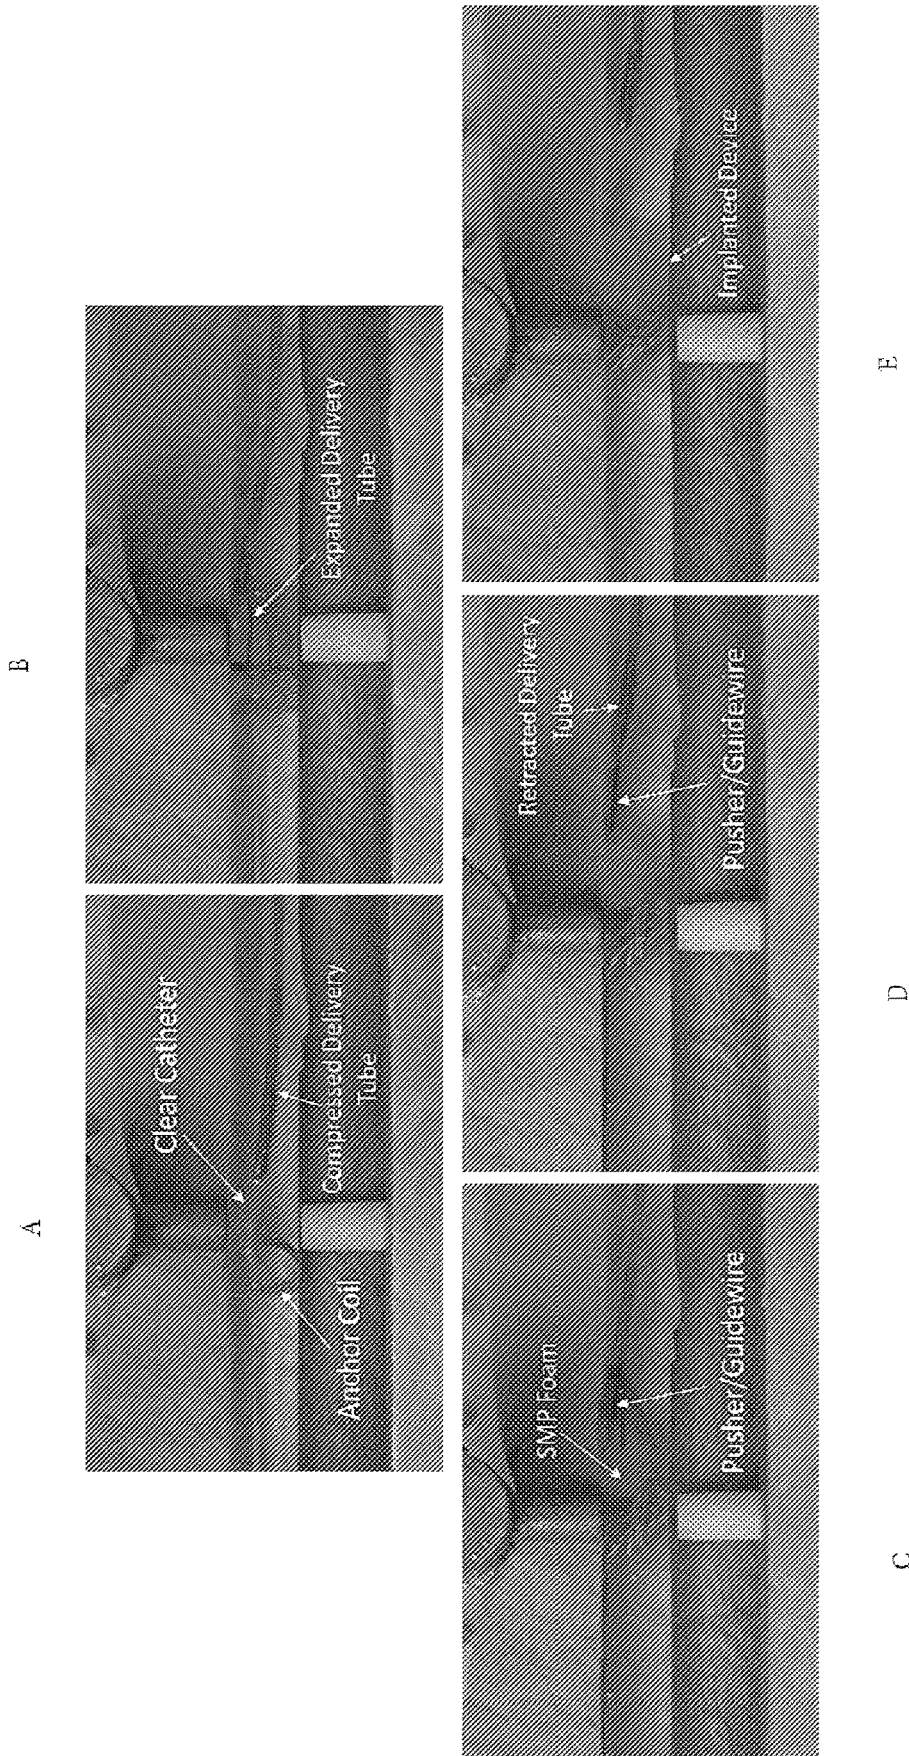 A
Clear Catheter
Anchor Coil
Compressed Delivery
Tube
B
Expanded Delivery
Tube
C
SMP Foam
Pusher/Guidewire
D
Retracted Delivery
Tube
Pusher/Guidewire
E
Implanted Device